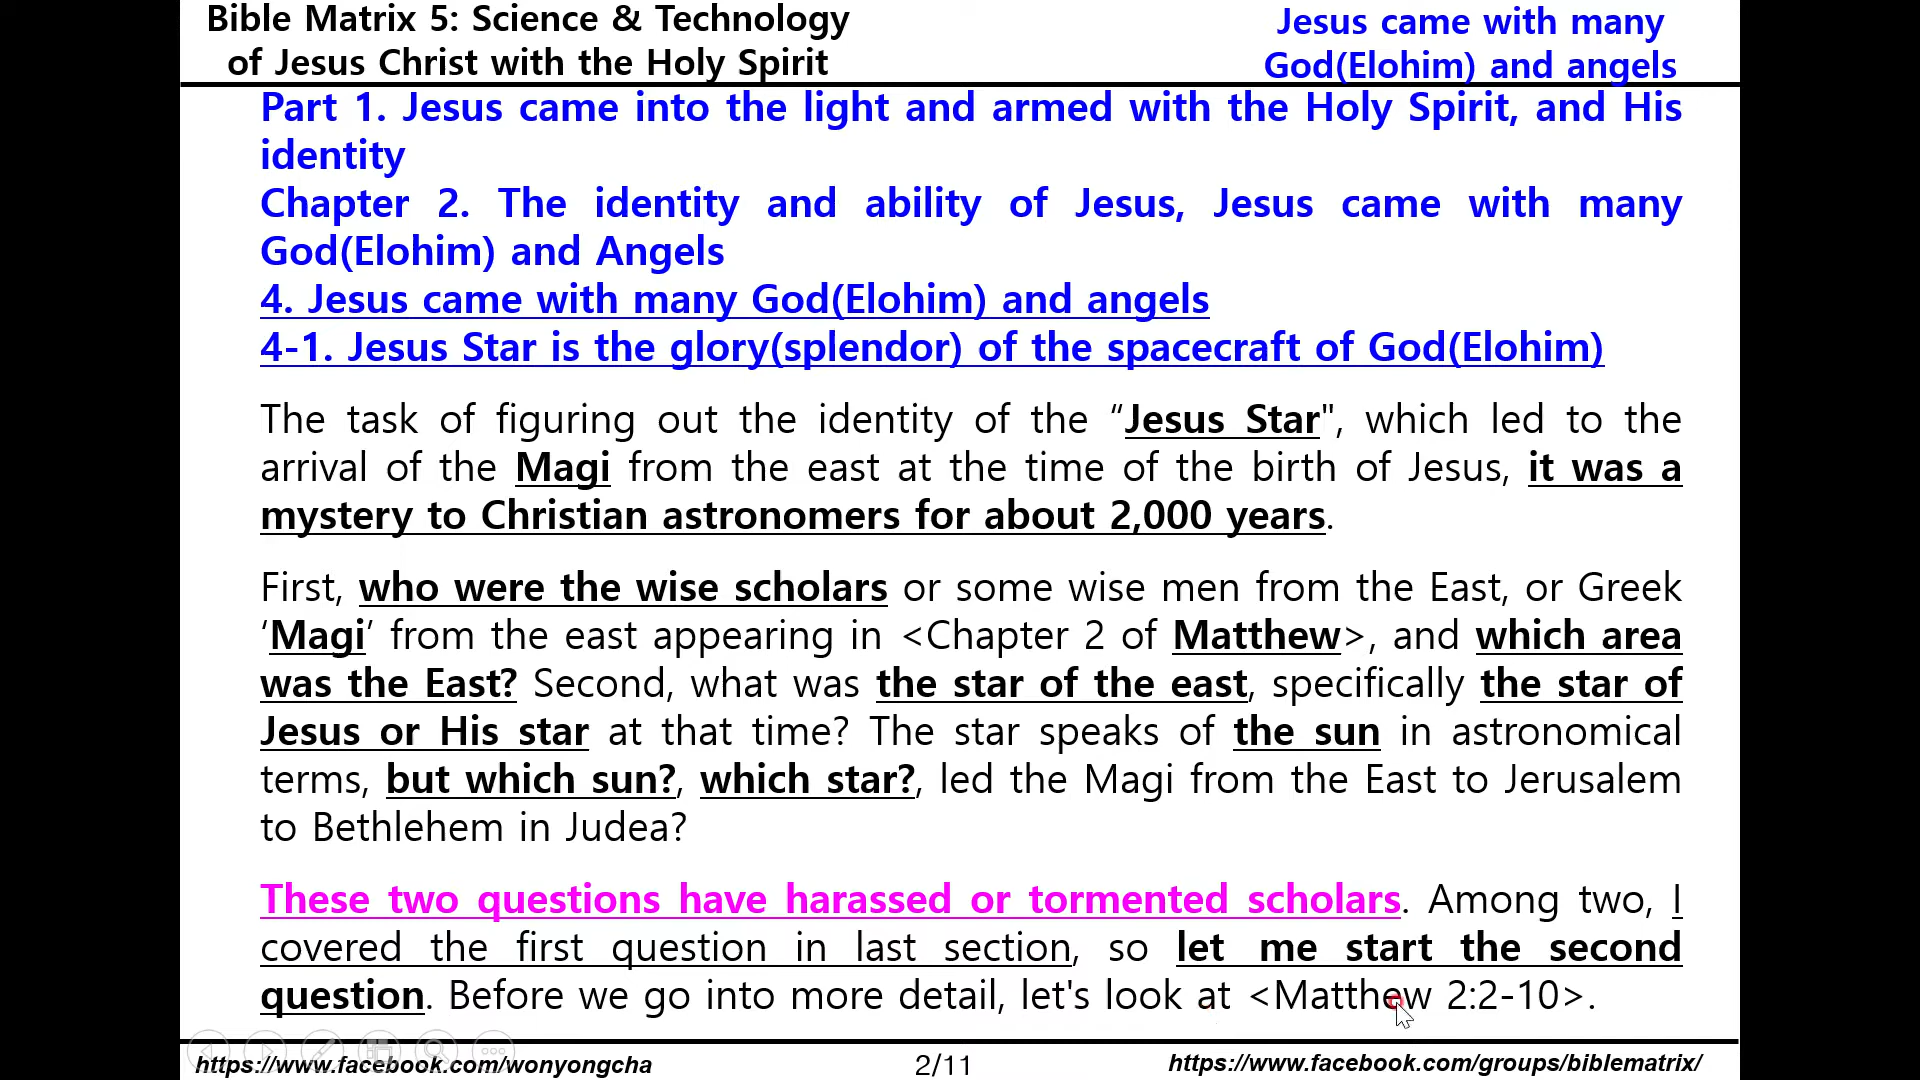 Bible Matrix 5: Science & Technology
of Jesus Christ with the Holy Spirit
Jesus came with many
God(Elohim) and angels
Part 1. Jesus came into the light and armed with the Holy Spirit, and His
identity
Chapter 2. The identity and ability of Jesus, Jesus came with many
God(Elohim) and Angels
4. Jesus came with many God(Elohim) and angels
4-1. Jesus Star is the glory(splendor) of the spacecraft of God(Elohim)
The task of figuring out the identity of the “Jesus Star", which led to the
arrival of the Magi from the east at the time of the birth of Jesus, it was a
mystery to Christian astronomers for about 2,000 years.
First, who were the wise scholars or some wise men from the East, or Greek
‘Magi’ from the east appearing in <Chapter 2 of Matthew>, and which area
was the East? Second, what was the star of the east, specifically the star of
Jesus or His star at that time? The star speaks of the sun in astronomical
terms, but which sun?, which star?, led the Magi from the East to Jerusalem
to Bethlehem in Judea?
These two questions have harassed or tormented scholars. Among two, I
covered the first question in last section, so let me start the second
question. Before we go into more detail, let's look at <Matthew 2:2-10>.
https://www.facebook.com/wonyongcha
2/11
https://www.facebook.com/groups/biblematrix/